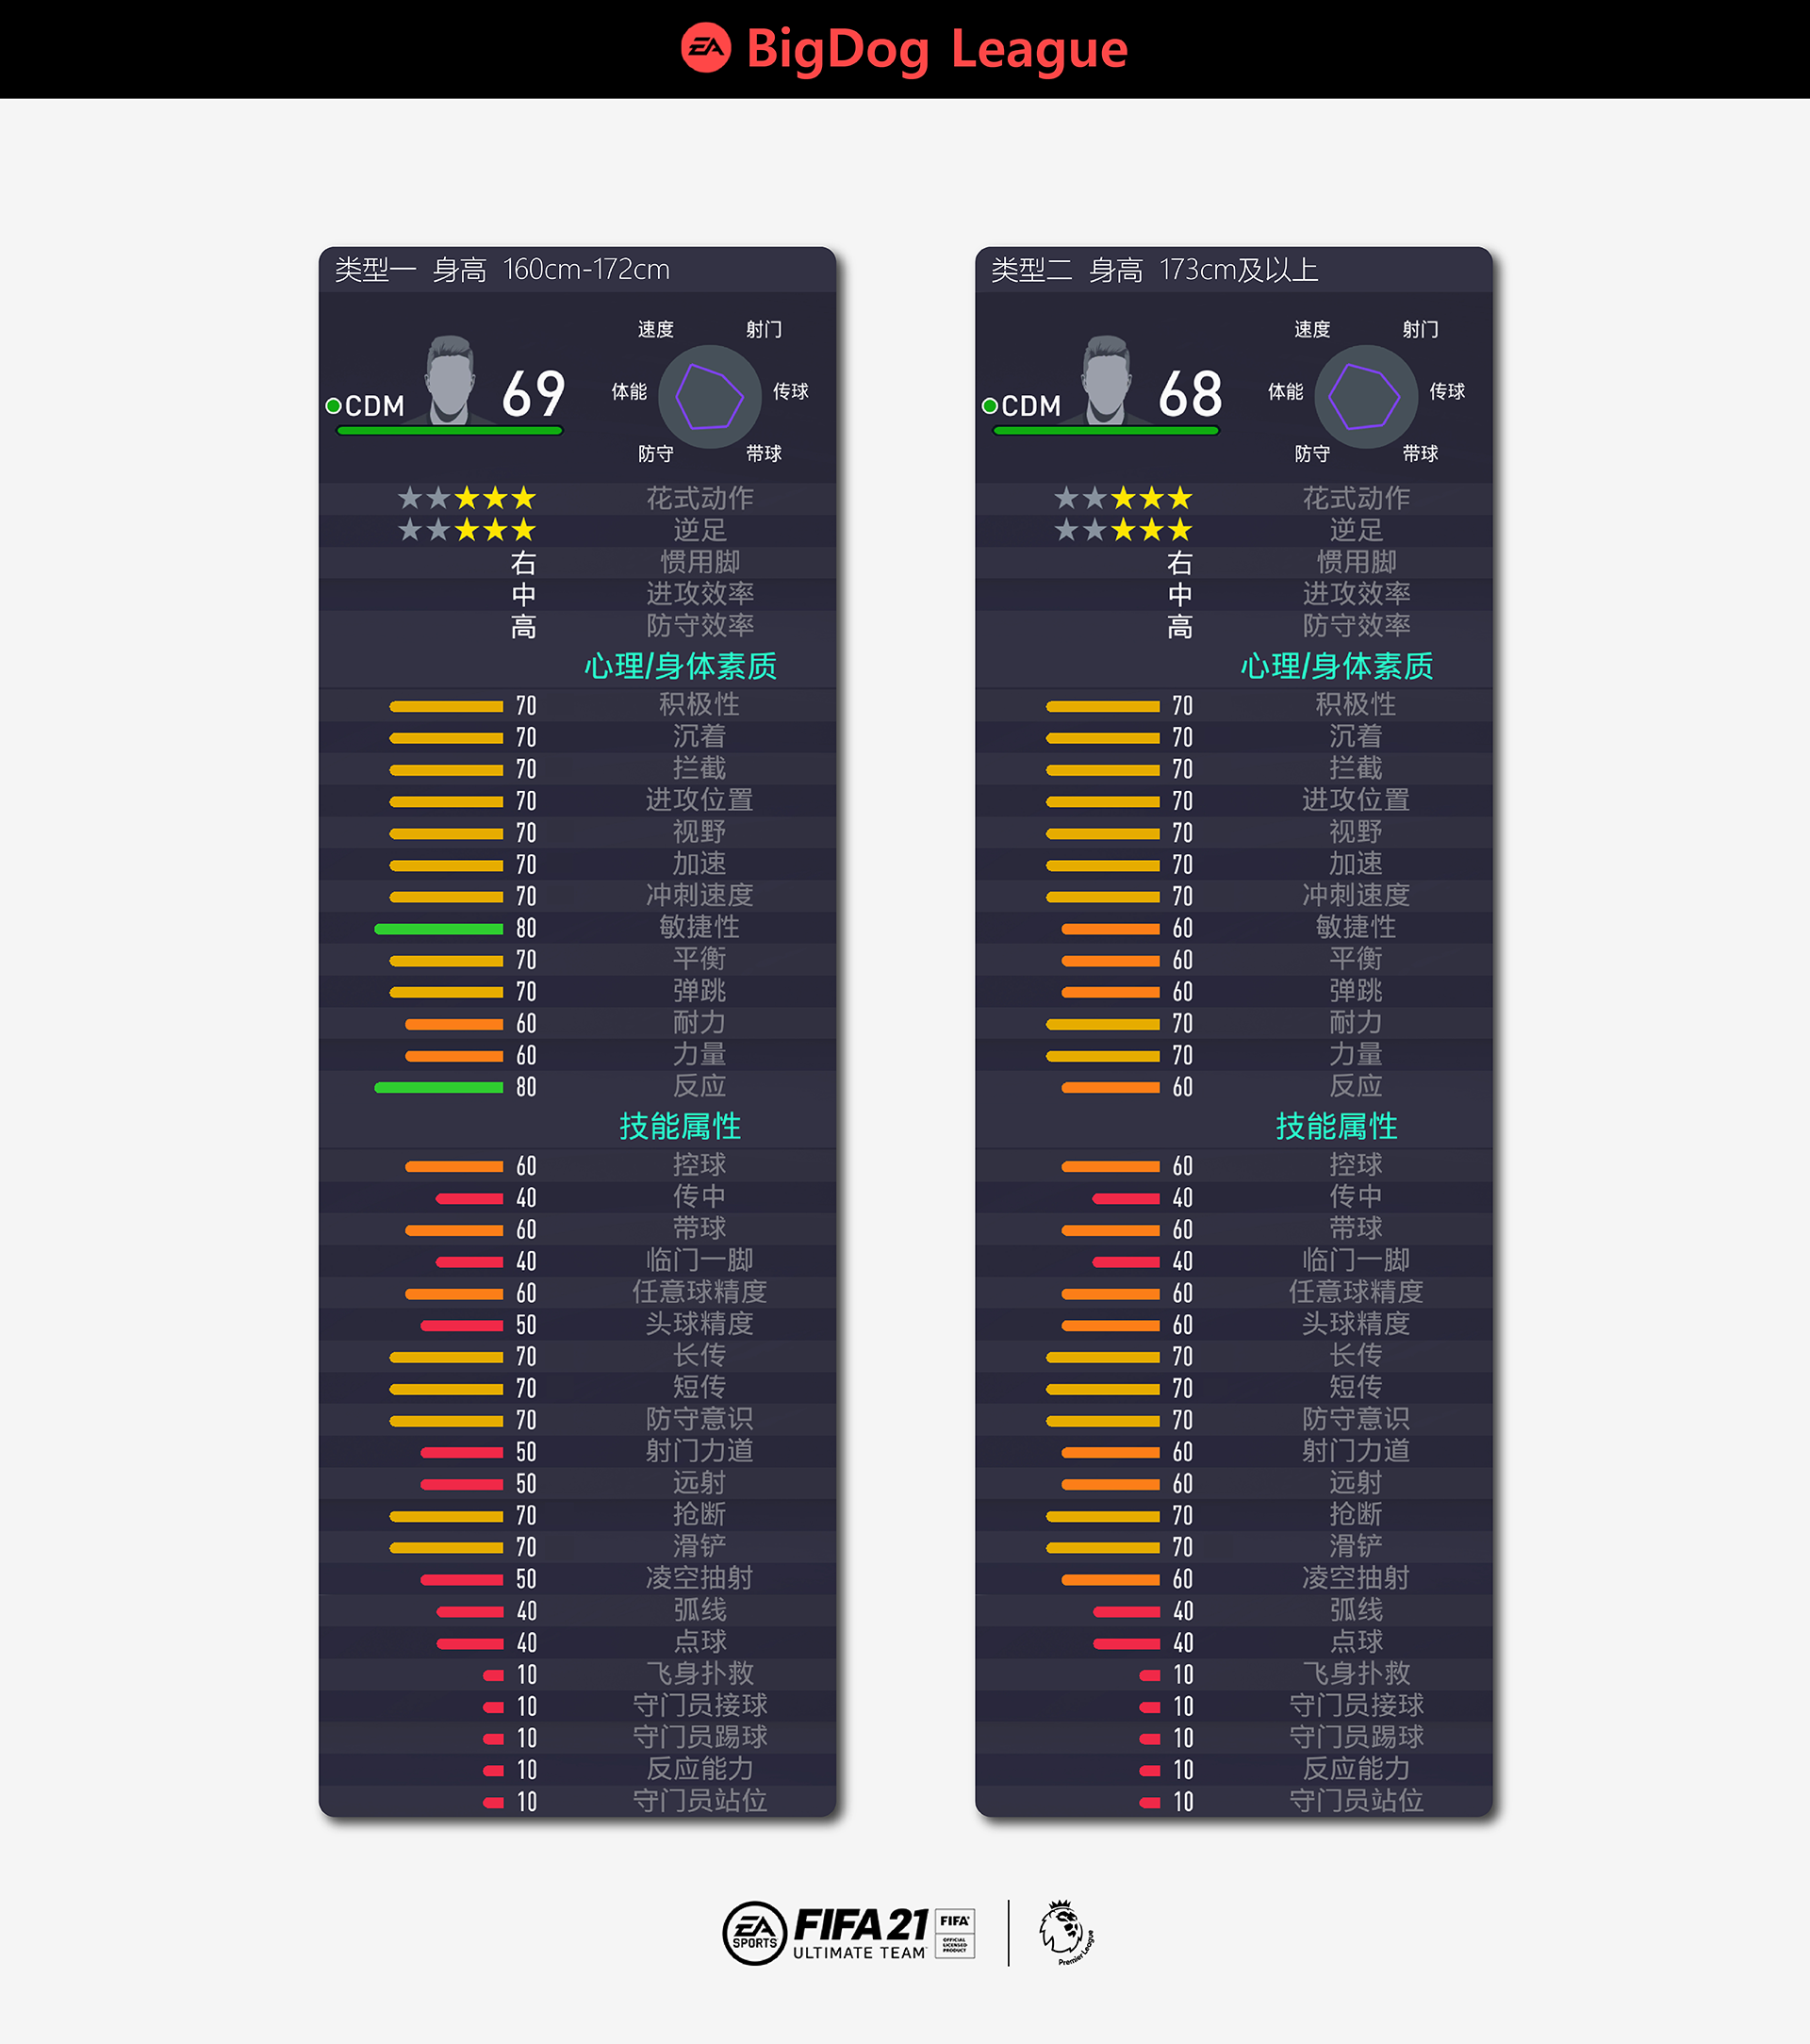 EA BigDog League
类型一 身高 160cm-172cm
速度 射门
体能 传球
防守 带球
CDM 69
花式动作
逆足
右 惯用脚
中 进攻效率
高 防守效率
心理/身体素质
70 积极性
70 沉着
70 拦截
70 进攻位置
70 视野
70 加速
70 冲刺速度
80 敏捷性
70 平衡
70 弹跳
60 耐力
60 力量
80 反应
技能属性
60 控球
40 传中
60 带球
40 临门一脚
60 任意球精度
50 头球精度
70 长传
70 短传
70 防守意识
50 射门力道
50 远射
70 抢断
70 滑铲
50 凌空抽射
40 弧线
40 点球
10 飞身扑救
10 守门员接球
10 守门员踢球
10 反应能力
10 守门员站位
类型二 身高 173cm及以上
速度 射门
体能 传球
防守 带球
CDM 68
花式动作
逆足
右 惯用脚
中 进攻效率
高 防守效率
心理/身体素质
70 积极性
70 沉着
70 拦截
70 进攻位置
70 视野
70 加速
70 冲刺速度
60 敏捷性
60 平衡
60 弹跳
70 耐力
70 力量
60 反应
技能属性
60 控球
40 传中
60 带球
40 临门一脚
60 任意球精度
60 头球精度
70 长传
70 短传
70 防守意识
60 射门力道
60 远射
70 抢断
70 滑铲
60 凌空抽射
40 弧线
40 点球
10 飞身扑救
10 守门员接球
10 守门员踢球
10 反应能力
10 守门员站位
EA SPORTS
FIFA 21
ULTIMATE TEAM
FIFA
OFFICIAL
LICENSED
PRODUCT
Premier League